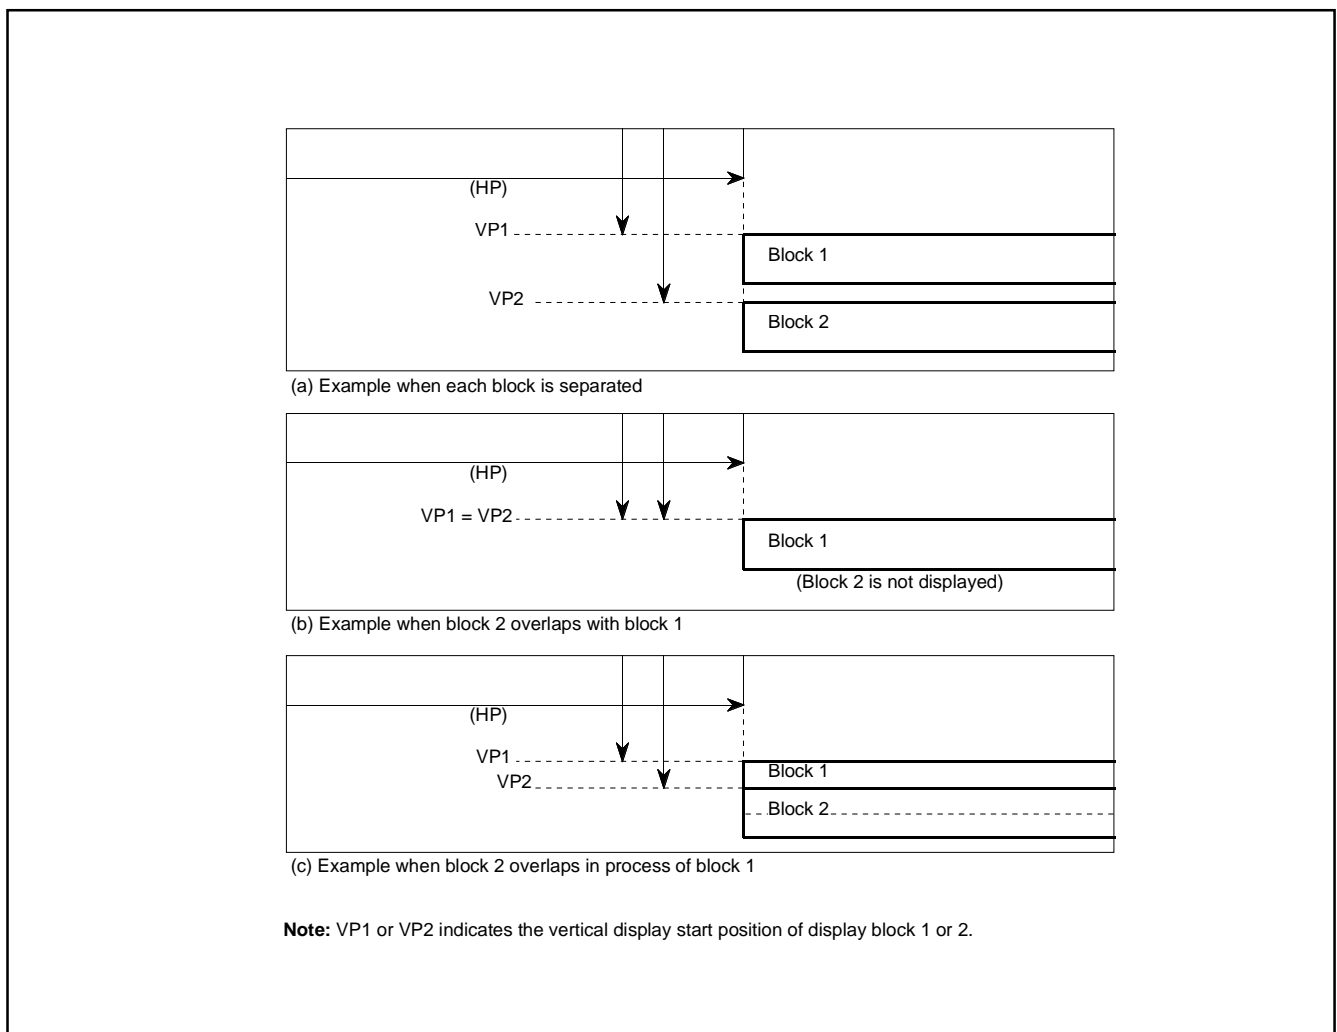 (HP)
VP1
Block 1
VP2
Block 2
(a) Example when each block is separated
(HP)
VP1 = VP2
Block 1
(Block 2 is not displayed)
(b) Example when block 2 overlaps with block 1
(HP)
VP1
Block 1
VP2
Block 2
(c) Example when block 2 overlaps in process of block 1
Note: VP1 or VP2 indicates the vertical display start position of display block 1 or 2.